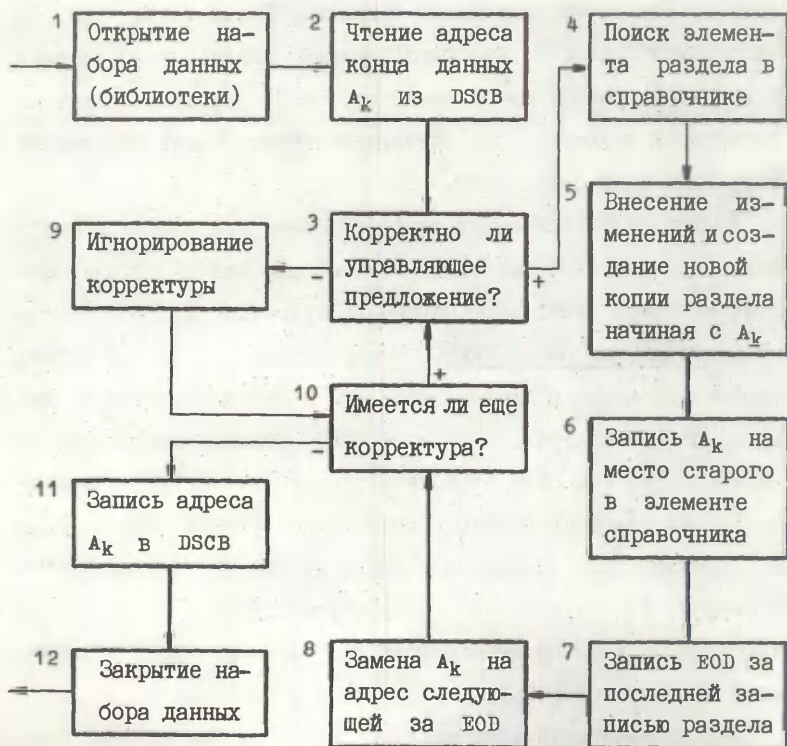 1
Открытие на-
бора данных
(библиотеки)
2
Чтение адреса
конца данных
Ak из DSCB
4
Поиск элемен-
та раздела в
справочнике
9
Игнорирование
корректуры
3
Корректно ли
управляющее
предложение?
-
+
5
Внесение из-
менений и соз-
дание новой
копии раздела
начиная с Ak
+
10
Имеется ли еще
корректура?
-
6
Запись Ak на
место старого
в элементе
справочника
11
Запись адреса
Ak в DSCB
12
Закрытие на-
бора данных
8
Замена Ak на
адрес следую-
щей за EOD
7
Запись EOD за
последней за-
писью раздела